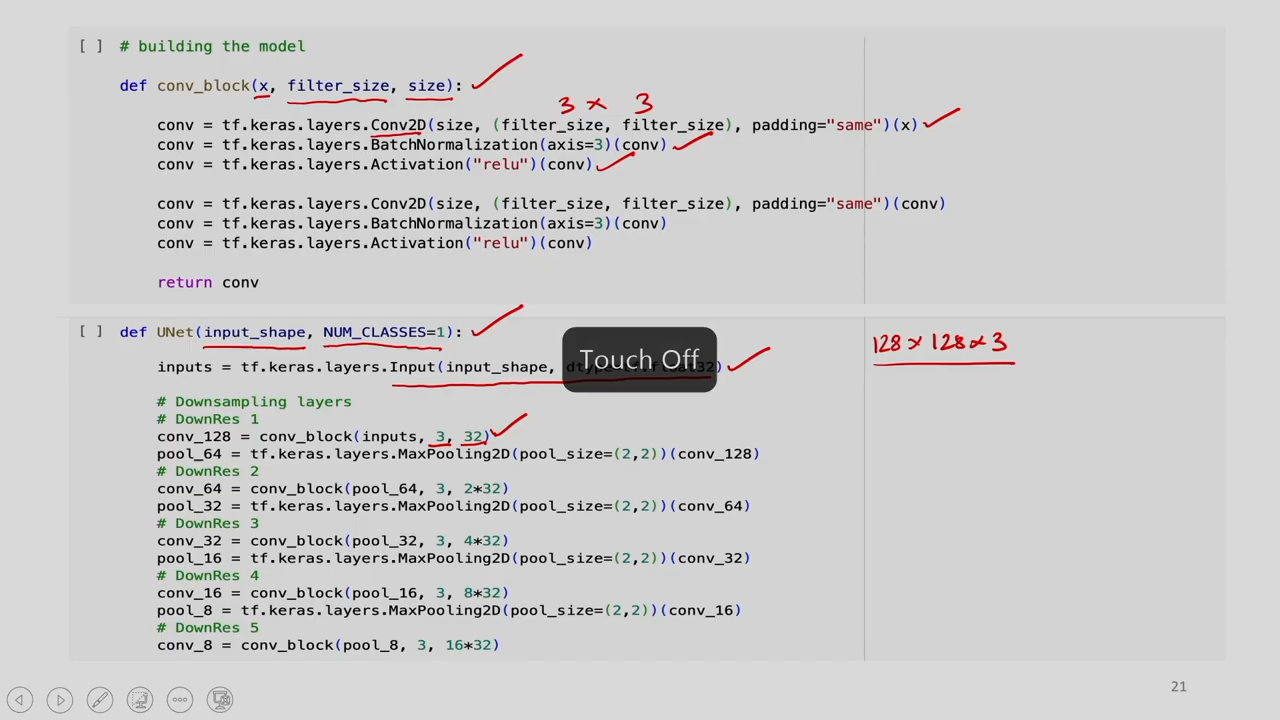 [ ] # building the model
def conv_block(x, filter_size, size):
3 x 3
conv = tf.keras.layers.Conv2D(size, (filter_size, filter_size), padding="same")(x)
conv = tf.keras.layers.BatchNormalization(axis=3)(conv)
conv = tf.keras.layers.Activation("relu")(conv)
conv = tf.keras.layers.Conv2D(size, (filter_size, filter_size), padding="same")(conv)
conv = tf.keras.layers.BatchNormalization(axis=3)(conv)
conv = tf.keras.layers.Activation("relu")(conv)
return conv
[ ] def UNet(input_shape, NUM_CLASSES=1):
128 x 128 x 3
Touch Off
inputs = tf.keras.layers.Input(input_shape, dtype=tf.float32)
# Downsampling layers
# DownRes 1
conv_128 = conv_block(inputs, 3, 32)
pool_64 = tf.keras.layers.MaxPooling2D(pool_size=(2,2))(conv_128)
# DownRes 2
conv_64 = conv_block(pool_64, 3, 2*32)
pool_32 = tf.keras.layers.MaxPooling2D(pool_size=(2,2))(conv_64)
# DownRes 3
conv_32 = conv_block(pool_32, 3, 4*32)
pool_16 = tf.keras.layers.MaxPooling2D(pool_size=(2,2))(conv_32)
# DownRes 4
conv_16 = conv_block(pool_16, 3, 8*32)
pool_8 = tf.keras.layers.MaxPooling2D(pool_size=(2,2))(conv_16)
# DownRes 5
conv_8 = conv_block(pool_8, 3, 16*32)
21